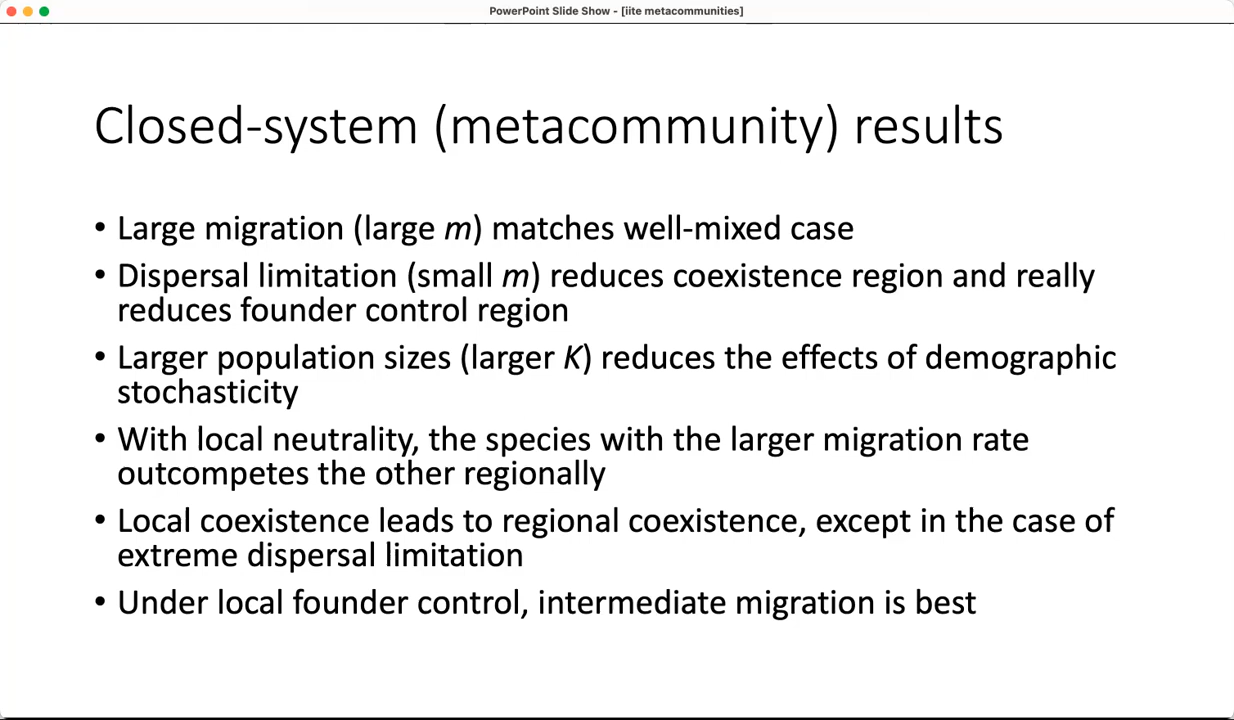 PowerPoint Slide Show - [iite metacommunities]
Closed-system (metacommunity) results
• Large migration (large m) matches well-mixed case
• Dispersal limitation (small m) reduces coexistence region and really
reduces founder control region
• Larger population sizes (larger K) reduces the effects of demographic
stochasticity
• With local neutrality, the species with the larger migration rate
outcompetes the other regionally
• Local coexistence leads to regional coexistence, except in the case of
extreme dispersal limitation
• Under local founder control, intermediate migration is best